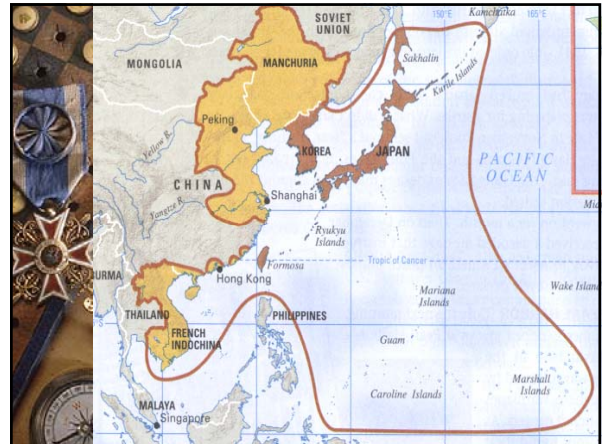 Kamchatka
150°E
165°E
SOVIET
UNION
Sakhalin
MONGOLIA
MANCHURIA
Kurile Islands
Peking
KOREA
JAPAN
Yellow R.
PACIFIC
OCEAN
CHINA
Shanghai
Yangtze R.
Ryukyu
Islands
Formosa
Tropic of Cancer
Hong Kong
BURMA
Mariana
Islands
Wake Island
THAILAND
PHILIPPINES
FRENCH
INDOCHINA
Guam
Caroline Islands
Marshall
Islands
MALAYA
Singapore